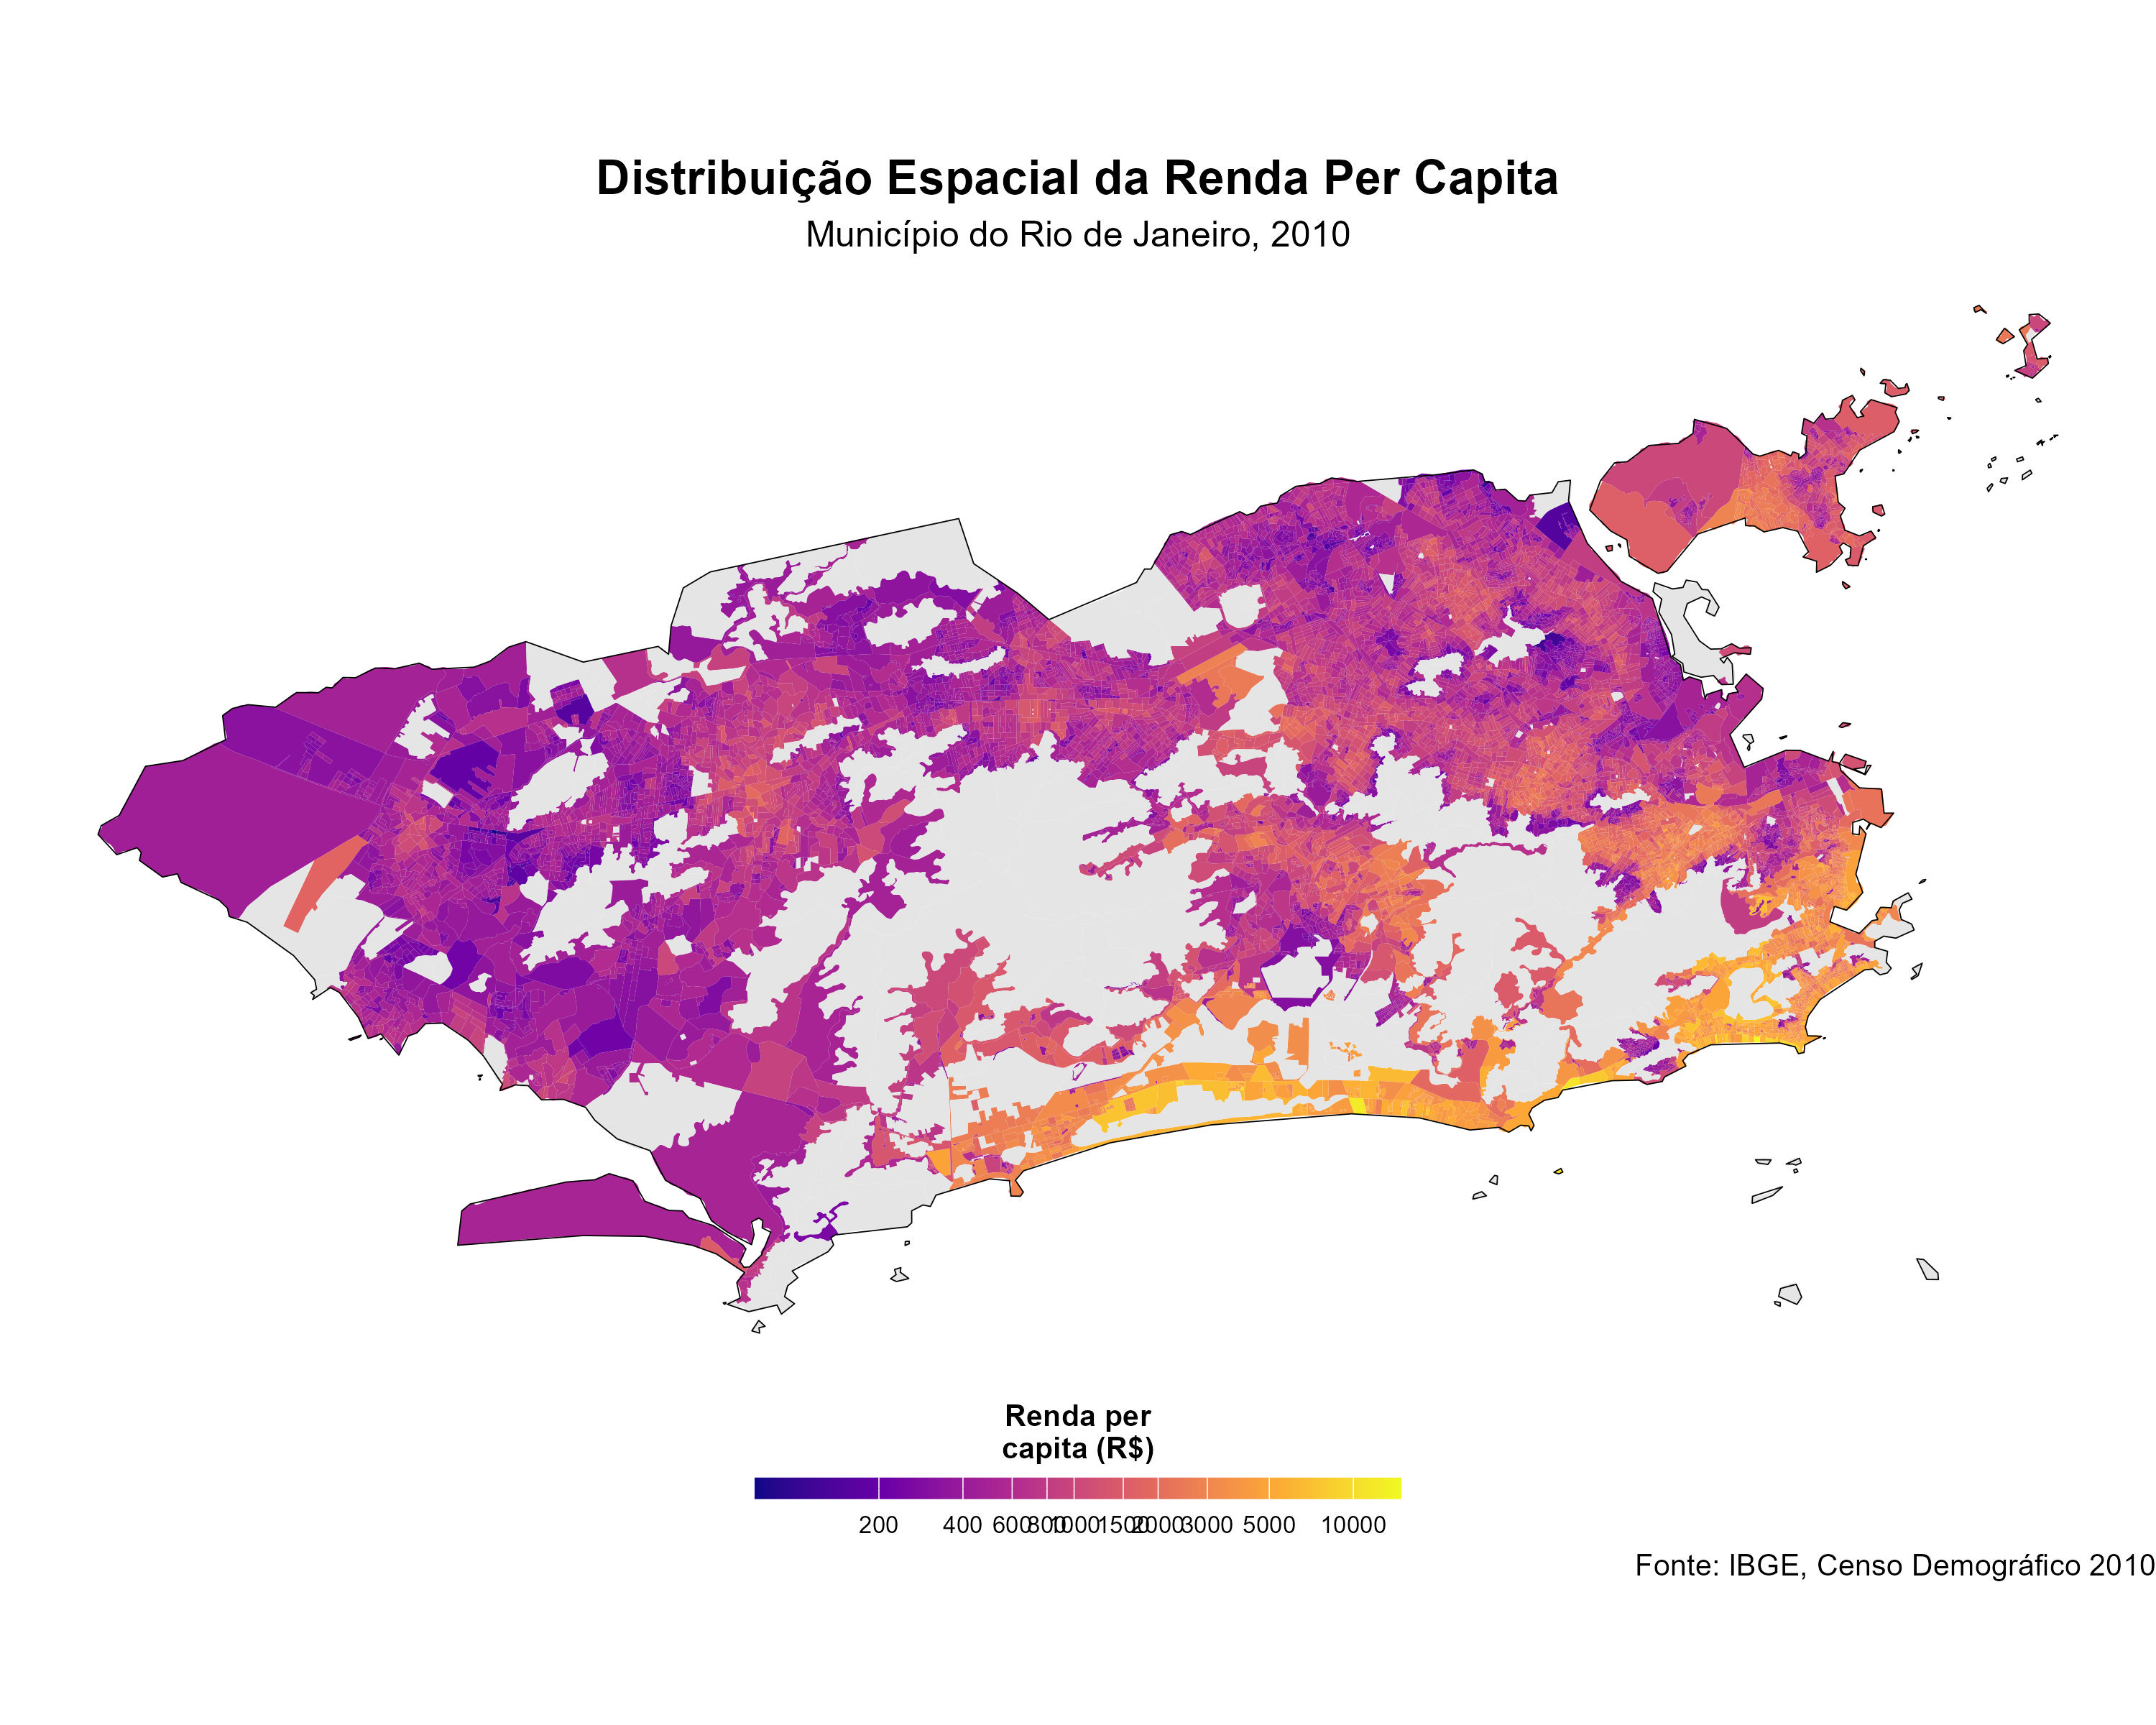 Distribuição Espacial da Renda Per Capita
Município do Rio de Janeiro, 2010
Renda per
capita (R$)
200 400 600 800 1000 1500 2000 3000 5000 10000
Fonte: IBGE, Censo Demográfico 2010